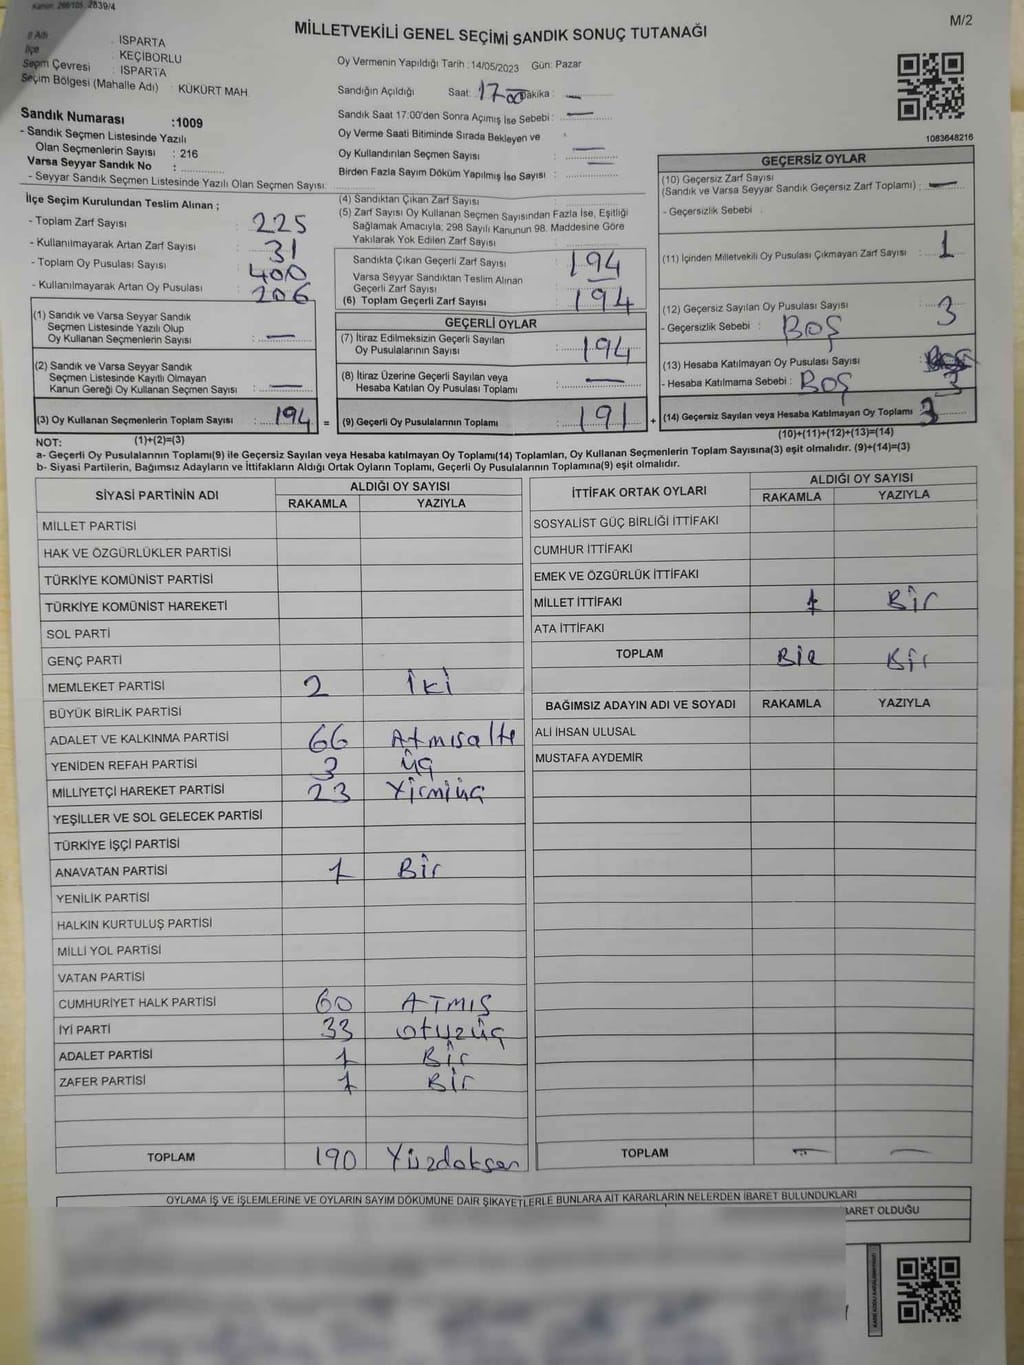 2839/4
MİLLETVEKİLİ GENEL SEÇİMİ SANDIK SONUÇ TUTANAĞI
M/2
İl Adı : ISPARTA
İlçe : KEÇİBORLU
Seçim Çevresi : ISPARTA
Seçim Bölgesi (Mahalle Adı) : KÜKÜRT MAH.
Sandık Numarası :1009
- Sandık Seçmen Listesinde Yazılı
Olan Seçmenlerin Sayısı : 216
Varsa Seyyar Sandık No :
- Seyyar Sandık Seçmen Listesinde Yazılı Olan Seçmen Sayısı:
Oy Vermenin Yapıldığı Tarih :14/05/2023 Gün: Pazar
Sandığın Açıldığı Saat: 17 00 Dakika : —
Sandık Saat 17:00'den Sonra Açımış İse Sebebi : —
Oy Verme Saati Bitiminde Sırada Bekleyen ve
Oy Kullandırılan Seçmen Sayısı : —
Birden Fazla Sayım Döküm Yapılmış İse Sayısı : —
1083648216
İlçe Seçim Kurulundan Teslim Alınan ;
- Toplam Zarf Sayısı : 225
- Kullanılmayarak Artan Zarf Sayısı : 31
- Toplam Oy Pusulası Sayısı : 400
- Kullanılmayarak Artan Oy Pusulası : 206
(1) Sandık ve Varsa Seyyar Sandık
Seçmen Listesinde Yazılı Olup
Oy Kullanan Seçmenlerin Sayısı : —
(2) Sandık ve Varsa Seyyar Sandık
Seçmen Listesinde Kayıtlı Olmayan
Kanun Gereği Oy Kullanan Seçmen Sayısı : —
(3) Oy Kullanan Seçmenlerin Toplam Sayısı : 194 =
(1)+(2)=(3)
(4) Sandıktan Çıkan Zarf Sayısı :
(5) Zarf Sayısı Oy Kullanan Seçmen Sayısından Fazla İse, Eşitliği
Sağlamak Amacıyla; 298 Sayılı Kanunun 98. Maddesine Göre
Yakılarak Yok Edilen Zarf Sayısı :
Sandıkta Çıkan Geçerli Zarf Sayısı : 194
Varsa Seyyar Sandıktan Teslim Alınan
Geçerli Zarf Sayısı : —
(6) Toplam Geçerli Zarf Sayısı : 194
GEÇERLİ OYLAR
(7) İtiraz Edilmeksizin Geçerli Sayılan
Oy Pusulalarının Sayısı : 194
(8) İtiraz Üzerine Geçerli Sayılan veya
Hesaba Katılan Oy Pusulası Toplamı : —
(9) Geçerli Oy Pusulalarının Toplamı : 191 +
GEÇERSİZ OYLAR
(10) Geçersiz Zarf Sayısı
(Sandık ve Varsa Seyyar Sandık Geçersiz Zarf Toplamı) : —
- Geçersizlik Sebebi :
(11) İçinden Milletvekili Oy Pusulası Çıkmayan Zarf Sayısı : 1
(12) Geçersiz Sayılan Oy Pusulası Sayısı : 3
- Geçersizlik Sebebi : BOŞ
(13) Hesaba Katılmayan Oy Pusulası Sayısı :
- Hesaba Katılmama Sebebi : BOŞ 3
(14) Geçersiz Sayılan veya Hesaba Katılmayan Oy Toplamı : 3
(10)+(11)+(12)+(13)=(14)
NOT:
a- Geçerli Oy Pusulalarının Toplamı(9) ile Geçersiz Sayılan veya Hesaba katılmayan Oy Toplamı(14) Toplamları, Oy Kullanan Seçmenlerin Toplam Sayısına(3) eşit olmalıdır. (9)+(14)=(3)
b- Siyasi Partilerin, Bağımsız Adayların ve İttifakların Aldığı Ortak Oyların Toplamı, Geçerli Oy Pusulalarının Toplamına(9) eşit olmalıdır.
SİYASİ PARTİNİN ADI ALDIĞI OY SAYISI
RAKAMLA YAZIYLA
MİLLET PARTİSİ
HAK VE ÖZGÜRLÜKLER PARTİSİ
TÜRKİYE KOMÜNİST PARTİSİ
TÜRKİYE KOMÜNİST HAREKETİ
SOL PARTİ
GENÇ PARTİ
MEMLEKET PARTİSİ 2 İki
BÜYÜK BİRLİK PARTİSİ
ADALET VE KALKINMA PARTİSİ 66 Atmışaltı
YENİDEN REFAH PARTİSİ 3 üç
MİLLİYETÇİ HAREKET PARTİSİ 23 Yirmiüç
YEŞİLLER VE SOL GELECEK PARTİSİ
TÜRKİYE İŞÇİ PARTİSİ
ANAVATAN PARTİSİ 1 Bir
YENİLİK PARTİSİ
HALKIN KURTULUŞ PARTİSİ
MİLLİ YOL PARTİSİ
VATAN PARTİSİ
CUMHURİYET HALK PARTİSİ 60 ATMIŞ
İYİ PARTİ 33 otuzüç
ADALET PARTİSİ 1 Bir
ZAFER PARTİSİ 1 Bir
TOPLAM 190 Yüzdoksan
İTTİFAK ORTAK OYLARI ALDIĞI OY SAYISI
RAKAMLA YAZIYLA
SOSYALİST GÜÇ BİRLİĞİ İTTİFAKI
CUMHUR İTTİFAKI
EMEK VE ÖZGÜRLÜK İTTİFAKI
MİLLET İTTİFAKI 1 Bir
ATA İTTİFAKI
TOPLAM Bir Bir
BAĞIMSIZ ADAYIN ADI VE SOYADI RAKAMLA YAZIYLA
ALİ İHSAN ULUSAL
MUSTAFA AYDEMİR
TOPLAM — —
OYLAMA İŞ VE İŞLEMLERİNE VE OYLARIN SAYIM DÖKÜMÜNE DAİR ŞİKAYETLERLE BUNLARA AİT KARARLARIN NELERDEN İBARET BULUNDUKLARI
İBARET OLDUĞU